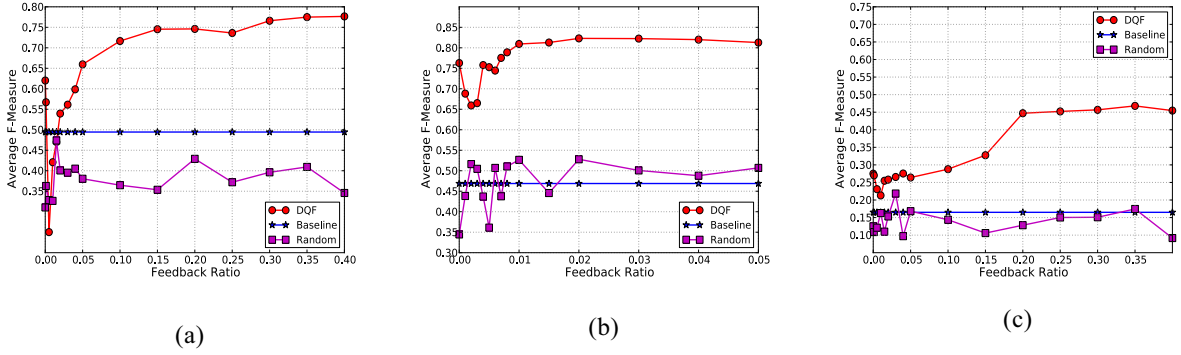 0.80
0.75
0.70
0.65
0.60
0.55
0.50
0.45
0.40
0.35
Average F-Measure
0.00 0.05 0.10 0.15 0.20 0.25 0.30 0.35 0.40
Feedback Ratio
DQF
Baseline
Random
(a)
0.85
0.80
0.75
0.70
0.65
0.60
0.55
0.50
0.45
0.40
0.35
0.30
Average F-Measure
0.00 0.01 0.02 0.03 0.04 0.05
Feedback Ratio
DQF
Baseline
Random
(b)
0.75
0.70
0.65
0.60
0.55
0.50
0.45
0.40
0.35
0.30
0.25
0.20
0.15
0.10
Average F-Measure
0.00 0.05 0.10 0.15 0.20 0.25 0.30 0.35
Feedback Ratio
DQF
Baseline
Random
(c)